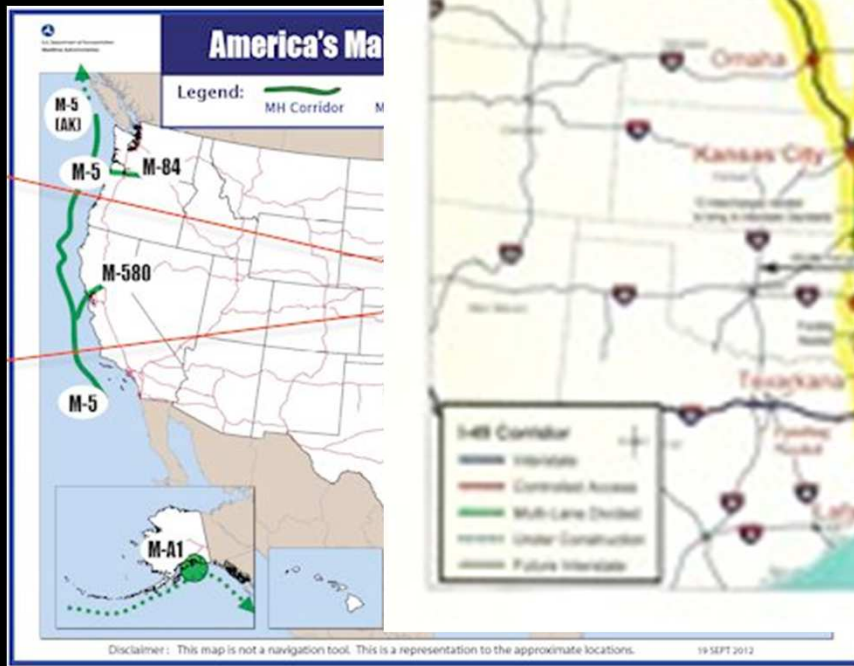 America's Ma
Legend:
MH Corridor
M
M-5
(AK)
M-5
M-84
M-580
M-5
M-A1
Disclaimer : This map is not a navigation tool. This is a representation to the approximate locations.
19 SEPT 2012
Omaha
Kansas City
Texarkana
I-49 Corridor
Interstate
Controlled Access
Multi-Lane Divided
Under Construction
Future Interstate